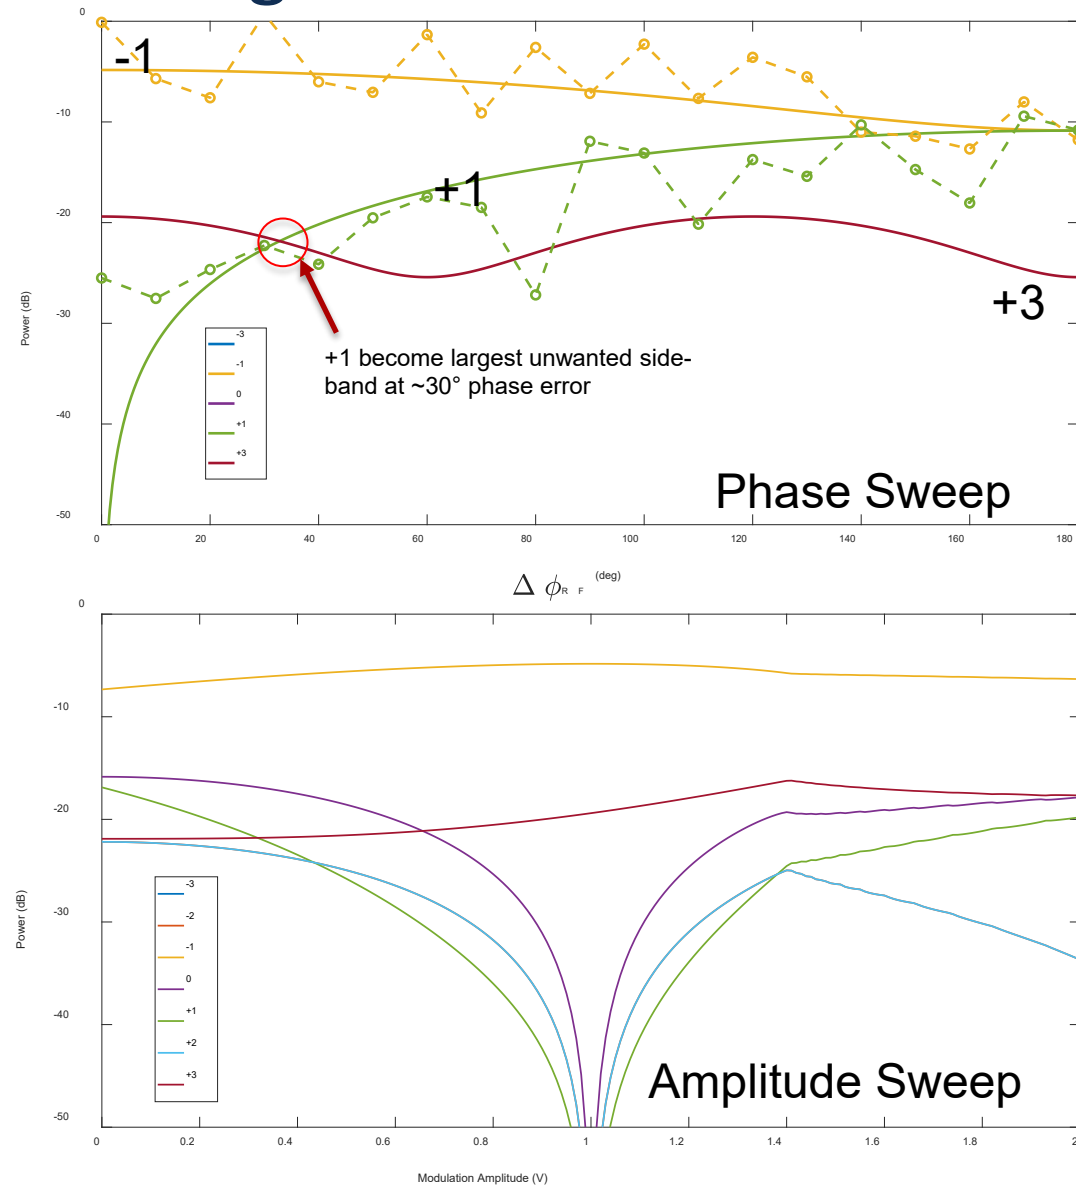 g
0
-10
-20
-30
-40
-50
Power (dB)
-1
+1
+3
-3
-1
0
+1
+3
+1 become largest unwanted side-
band at ~30° phase error
Phase Sweep
0 20 40 60 80 100 120 140 160 180
Δ ϕ R F (deg)
0
-10
-20
-30
-40
-50
Power (dB)
-3
-2
-1
0
+1
+2
+3
Amplitude Sweep
0 0.2 0.4 0.6 0.8 1 1.2 1.4 1.6 1.8 2
Modulation Amplitude (V)